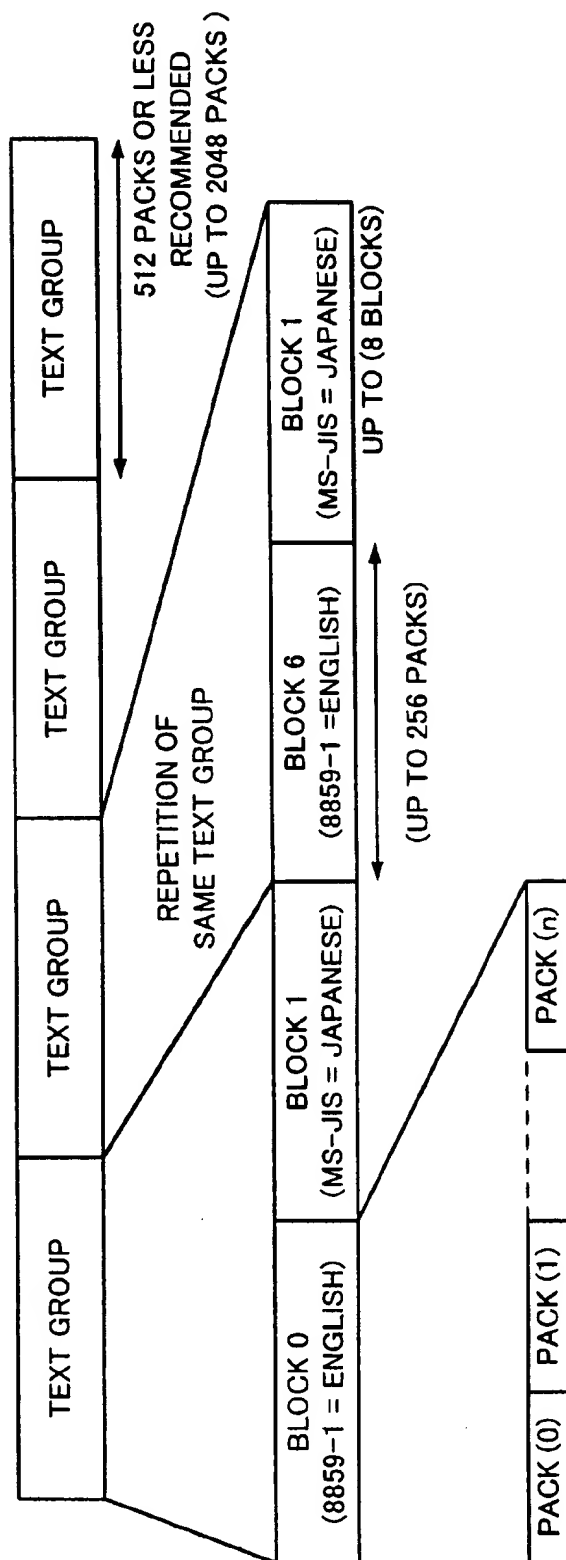 TEXT GROUP
TEXT GROUP
TEXT GROUP
TEXT GROUP
512 PACKS OR LESS
RECOMMENDED
(UP TO 2048 PACKS )
REPETITION OF
SAME TEXT GROUP
BLOCK 0
(8859-1 = ENGLISH)
BLOCK 1
(MS-JIS = JAPANESE)
BLOCK 6
(8859-1 =ENGLISH)
BLOCK 1
(MS-JIS = JAPANESE)
(UP TO 256 PACKS)
UP TO (8 BLOCKS)
PACK (0)
PACK (1)
PACK (n)